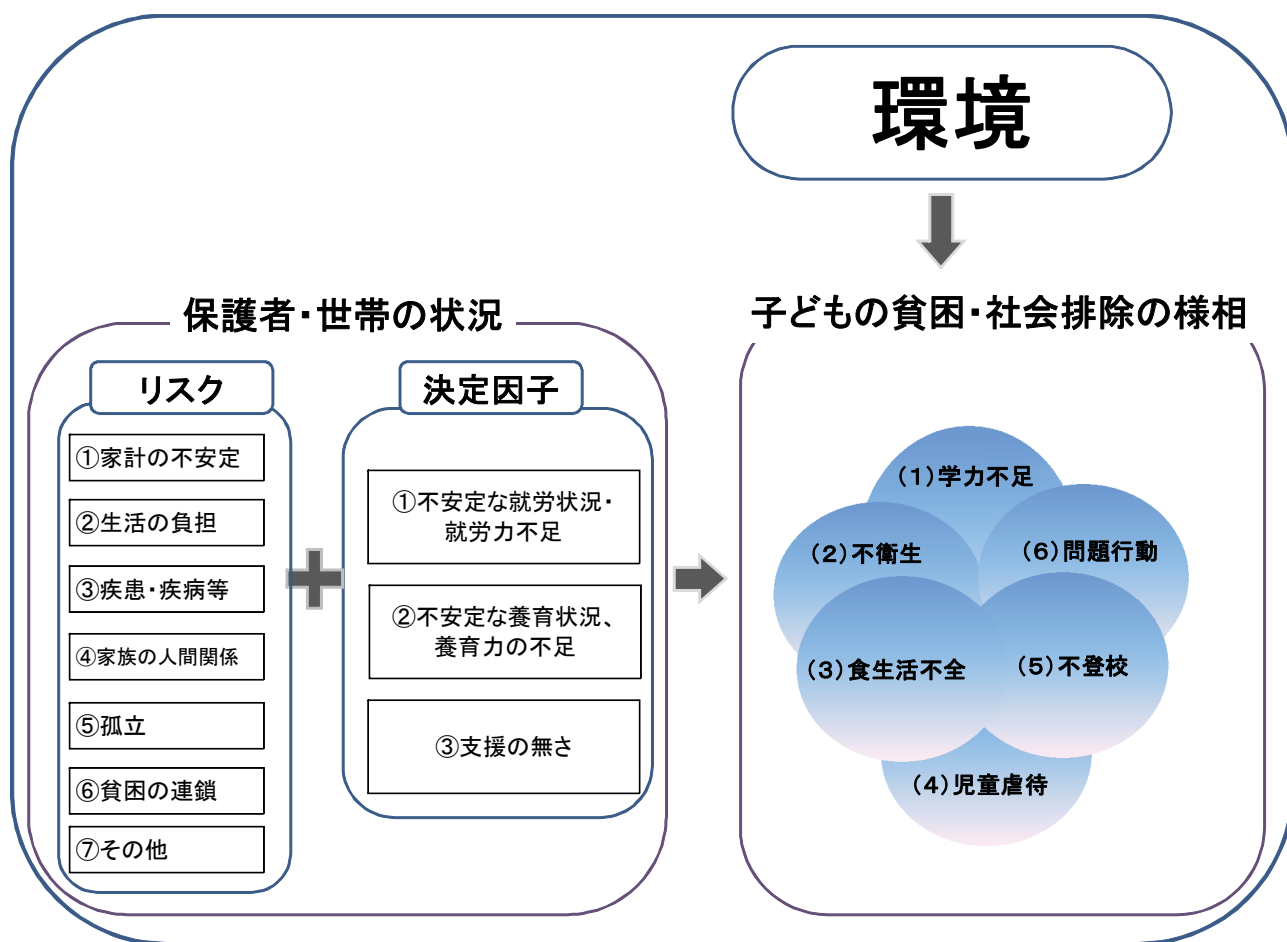 環境
保護者・世帯の状況
リスク
①家計の不安定
②生活の負担
③疾患・疾病等
④家族の人間関係
⑤孤立
⑥貧困の連鎖
⑦その他
決定因子
①不安定な就労状況・
就労力不足
②不安定な養育状況、
養育力の不足
③支援の無さ
子どもの貧困・社会排除の様相
(1)学力不足
(2)不衛生
(3)食生活不全
(4)児童虐待
(5)不登校
(6)問題行動